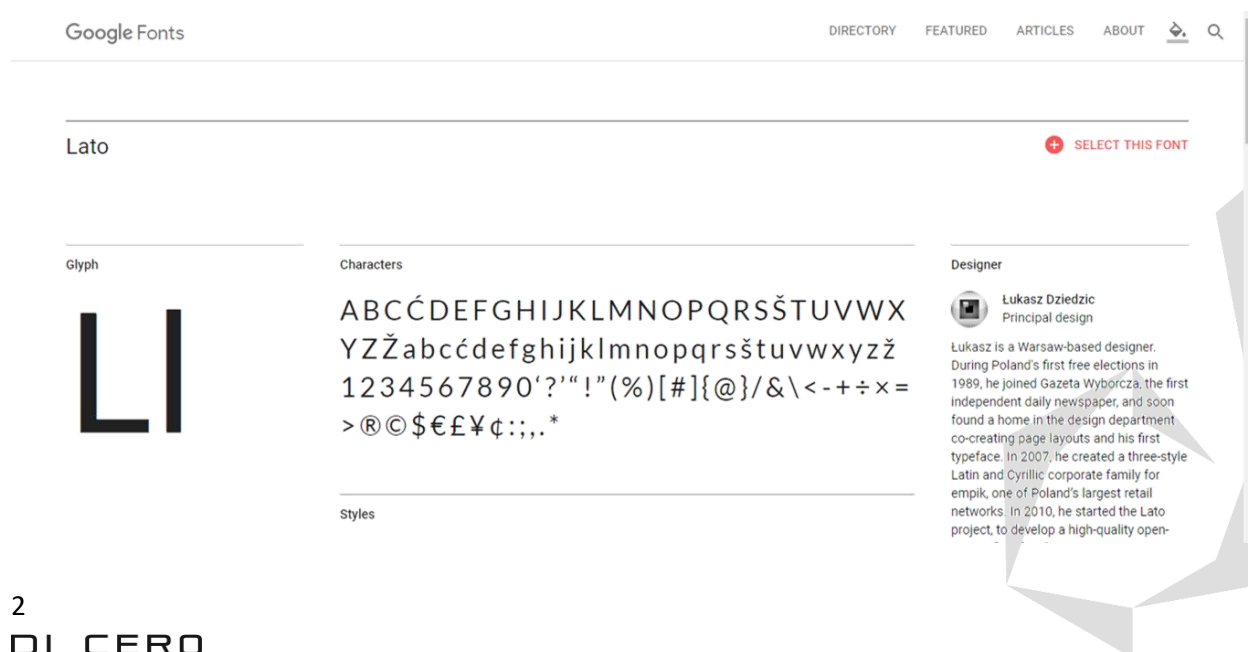 Google Fonts
DIRECTORY FEATURED ARTICLES ABOUT
Lato
SELECT THIS FONT
Glyph
Ll
Characters
ABCĆDEFGHIJKLMNOPQRSŠTUVWX
YZŽabcćdefghijklmnopqrsštuvwxyzž
1234567890‘?’“!”(%)[#]{@}/&\<-+÷×=
>®©$€£¥¢:;,.*
Styles
Designer
Łukasz Dziedzic
Principal design
Łukasz is a Warsaw-based designer.
During Poland's first free elections in
1989, he joined Gazeta Wyborcza, the first
independent daily newspaper, and soon
found a home in the design department
co-creating page layouts and his first
typeface. In 2007, he created a three-style
Latin and Cyrillic corporate family for
empik, one of Poland's largest retail
networks. In 2010, he started the Lato
project, to develop a high-quality open-
2
DI CERO